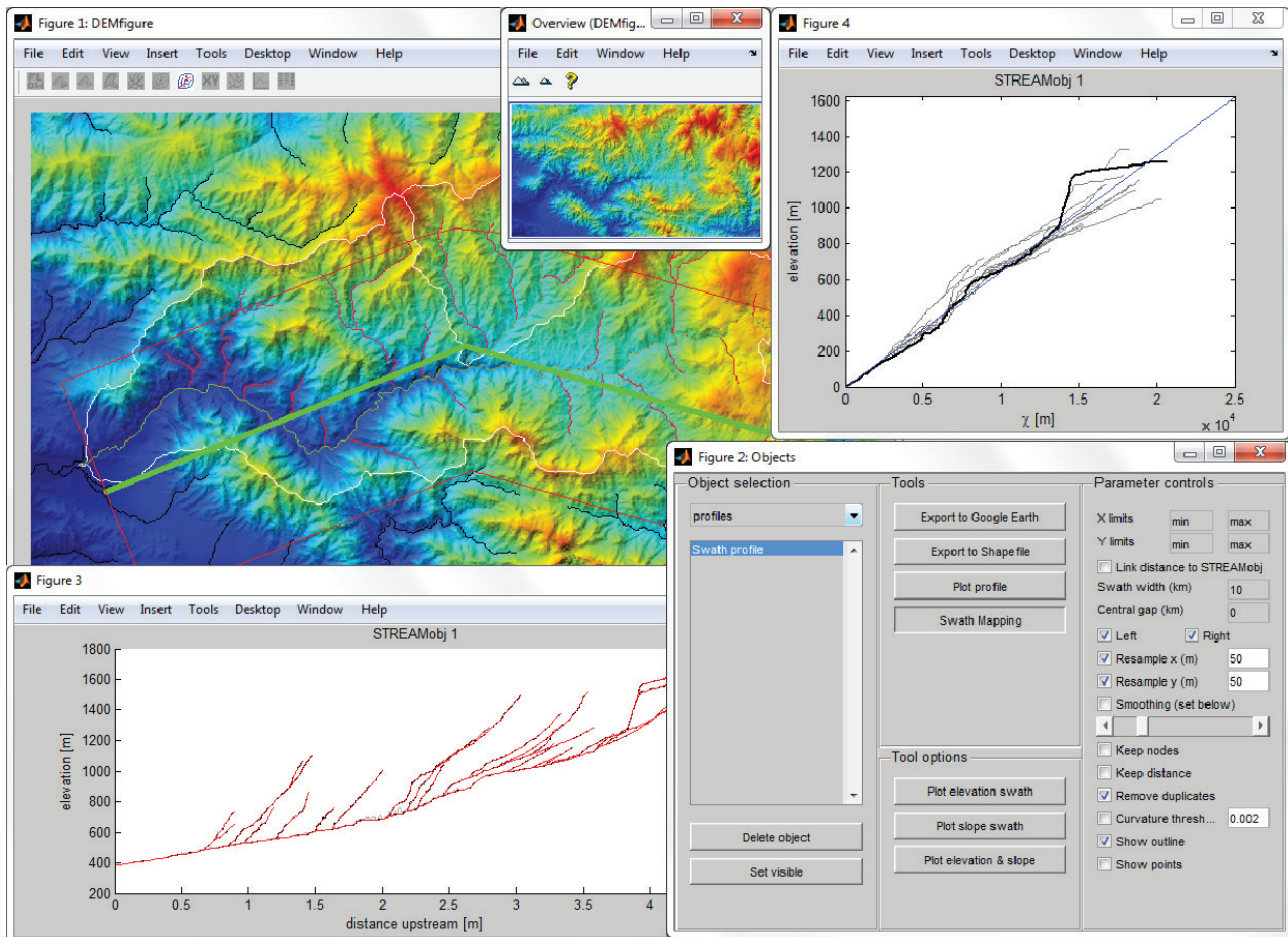 Figure 1: DEMfigure
File Edit View Insert Tools Desktop Window Help
XY
Overview (DEMfig...
File Edit Window Help
?
Figure 4
File Edit View Insert Tools Desktop Window Help
STREAMobj 1
1600
1400
1200
1000
800
600
400
200
0
elevation [m]
0 0.5 1 1.5 2 2.5
χ [m]
× 10⁴
Figure 2: Objects
Object selection
profiles
Swath profile
Delete object
Set visible
Tools
Export to Google Earth
Export to Shapefile
Plot profile
Swath Mapping
Tool options
Plot elevation swath
Plot slope swath
Plot elevation & slope
Parameter controls
X limits min max
Y limits min max
Link distance to STREAMobj
Swath width (km) 10
Central gap (km) 0
Left Right
Resample x (m) 50
Resample y (m) 50
Smoothing (set below)
Keep nodes
Keep distance
Remove duplicates
Curvature thresh... 0.002
Show outline
Show points
Figure 3
File Edit View Insert Tools Desktop Window Help
STREAMobj 1
1800
1600
1400
1200
1000
800
600
400
200
elevation [m]
0 0.5 1 1.5 2 2.5 3 3.5 4
distance upstream [m]